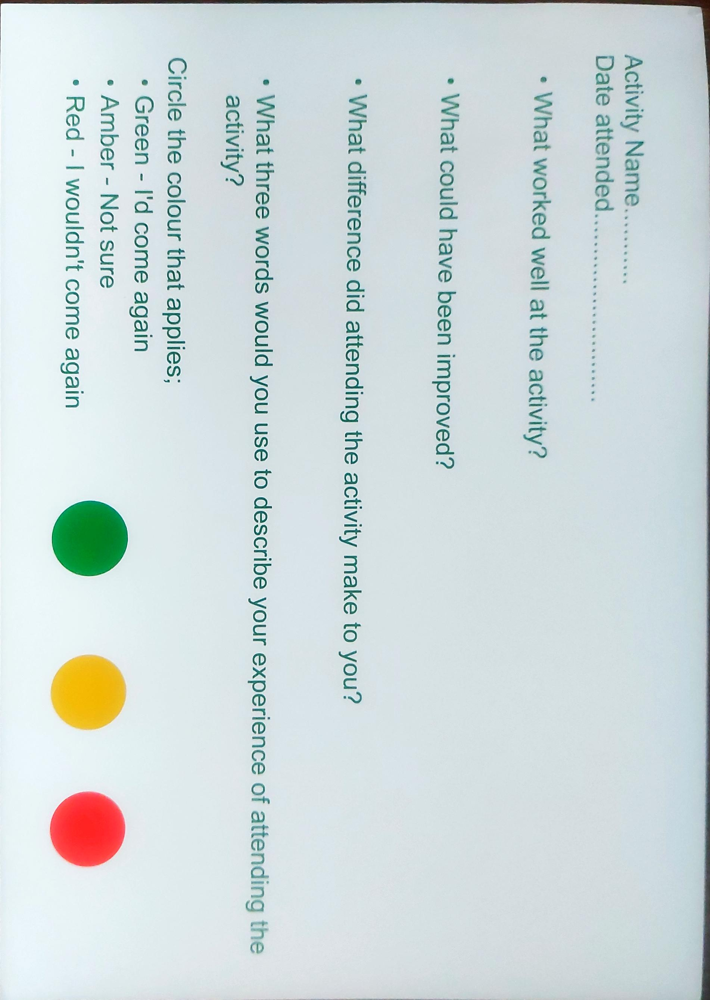 Activity Name............
Date attended..............................
• What worked well at the activity?
• What could have been improved?
• What difference did attending the activity make to you?
• What three words would you use to describe your experience of attending the
activity?
Circle the colour that applies;
• Green - I'd come again
• Amber - Not sure
• Red - I wouldn't come again